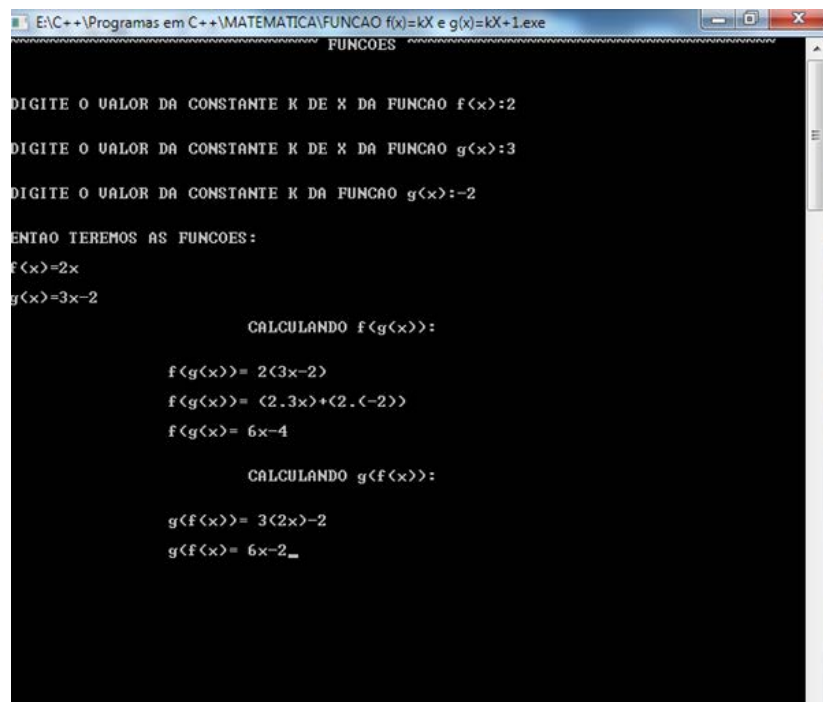 E:\C++\Programas em C++\MATEMATICA\FUNCAO f(x)=kX e g(x)=kX+1.exe
~~~~~~~~~~~~~~~~~~~~~~~~~~~~~~~~~~~~~~ FUNCOES ~~~~~~~~~~~~~~~~~~~~~~~~~~~~~~~~~~~~~~~~~~~~~~
DIGITE O VALOR DA CONSTANTE K DE X DA FUNCAO f(x):2
DIGITE O VALOR DA CONSTANTE K DE X DA FUNCAO g(x):3
DIGITE O VALOR DA CONSTANTE K DA FUNCAO g(x):-2
ENTAO TEREMOS AS FUNCOES:
f(x)=2x
g(x)=3x-2
CALCULANDO f(g(x)):
f(g(x))= 2(3x-2)
f(g(x))= (2.3x)+(2.(-2))
f(g(x)= 6x-4
CALCULANDO g(f(x)):
g(f(x))= 3(2x)-2
g(f(x)= 6x-2_